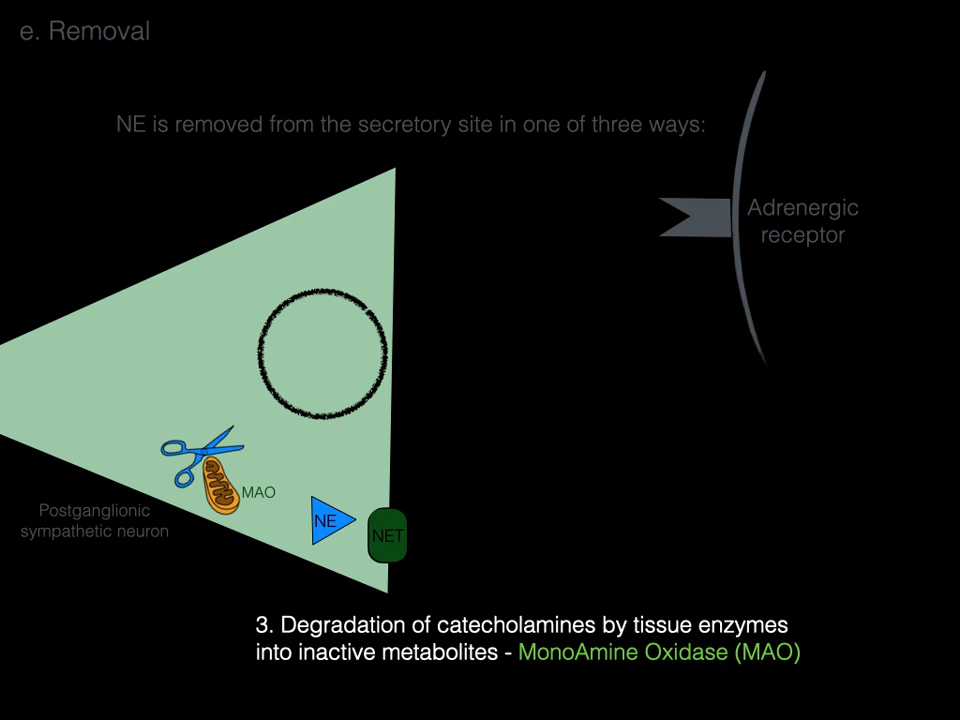 e. Removal
NE is removed from the secretory site in one of three ways:
Adrenergic
receptor
MAO
Postganglionic
sympathetic neuron
NE
NET
3. Degradation of catecholamines by tissue enzymes
into inactive metabolites - MonoAmine Oxidase (MAO)